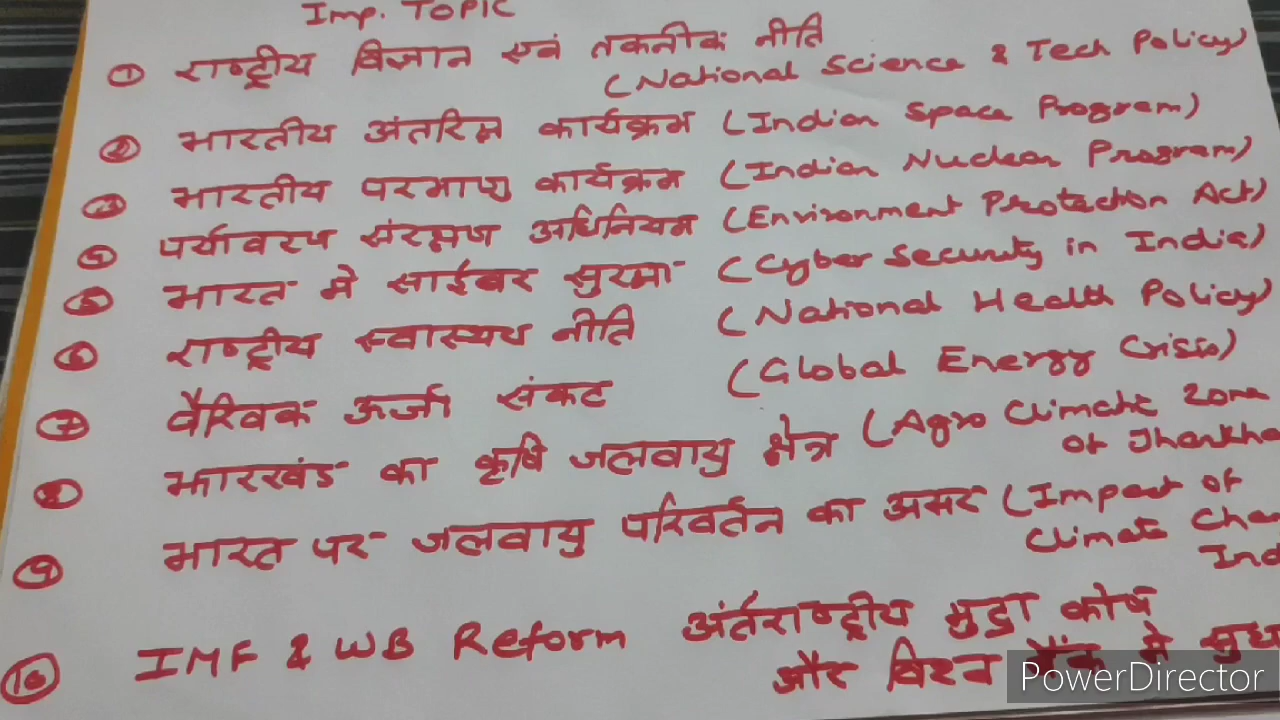 Imp. TOPIC
① राष्ट्रीय विज्ञान एवं तकनीक नीति
(National Science & Tech Policy)
② भारतीय अंतरिक्ष कार्यक्रम (Indian Space Program)
③ भारतीय परमाणु कार्यक्रम (Indian Nuclear Program)
④ पर्यावरण संरक्षण अधिनियम (Environment Protection Act)
⑤ भारत मे साईबर सुरक्षा (Cyber Security in India)
⑥ राष्ट्रीय स्वास्थ्य नीति (National Health Policy)
⑦ वैश्विक ऊर्जा संकट (Global Energy Crisis)
⑧ झारखंड का कृषि जलवायु क्षेत्र (Agro Climatic Zone
of Jharkha
⑨ भारत पर जलवायु परिवर्तन का असर (Impact of
Climate Chan
Ind
⑩ IMF & WB Reform अंर्तराष्ट्रीय मुद्रा कोष
और विश्व बैंक मे सुध
PowerDirector